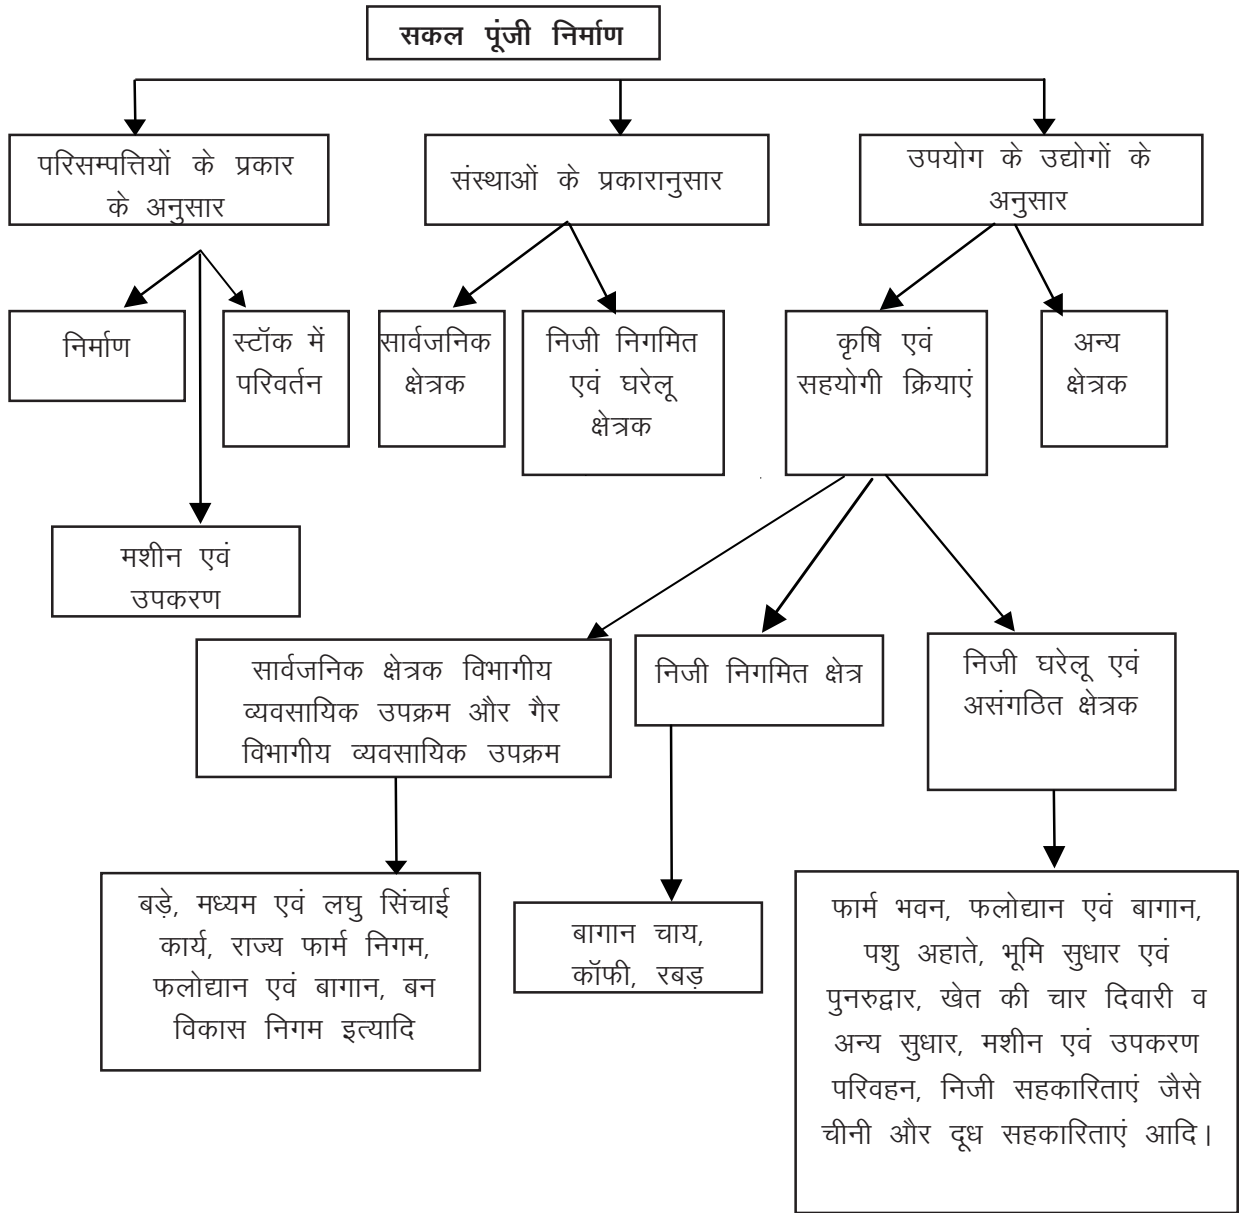 सकल पूंजी निर्माण
परिसम्पत्तियों के प्रकार
के अनुसार
संस्थाओं के प्रकारानुसार
उपयोग के उद्योगों के
अनुसार
निर्माण
स्टॉक में
परिवर्तन
सार्वजनिक
क्षेत्रक
निजी निगमित
एवं घरेलू
क्षेत्रक
कृषि एवं
सहयोगी क्रियाएं
अन्य
क्षेत्रक
मशीन एवं
उपकरण
सार्वजनिक क्षेत्रक विभागीय
व्यवसायिक उपक्रम और गैर
विभागीय व्यवसायिक उपक्रम
निजी निगमित क्षेत्र
निजी घरेलू एवं
असंगठित क्षेत्रक
बड़े, मध्यम एवं लघु सिंचाई
कार्य, राज्य फार्म निगम,
फलोद्यान एवं बागान, बन
विकास निगम इत्यादि
बागान चाय,
कॉफी, रबड़
फार्म भवन, फलोद्यान एवं बागान,
पशु अहाते, भूमि सुधार एवं
पुनरुद्वार, खेत की चार दिवारी व
अन्य सुधार, मशीन एवं उपकरण
परिवहन, निजी सहकारिताएं जैसे
चीनी और दूध सहकारिताएं आदि।